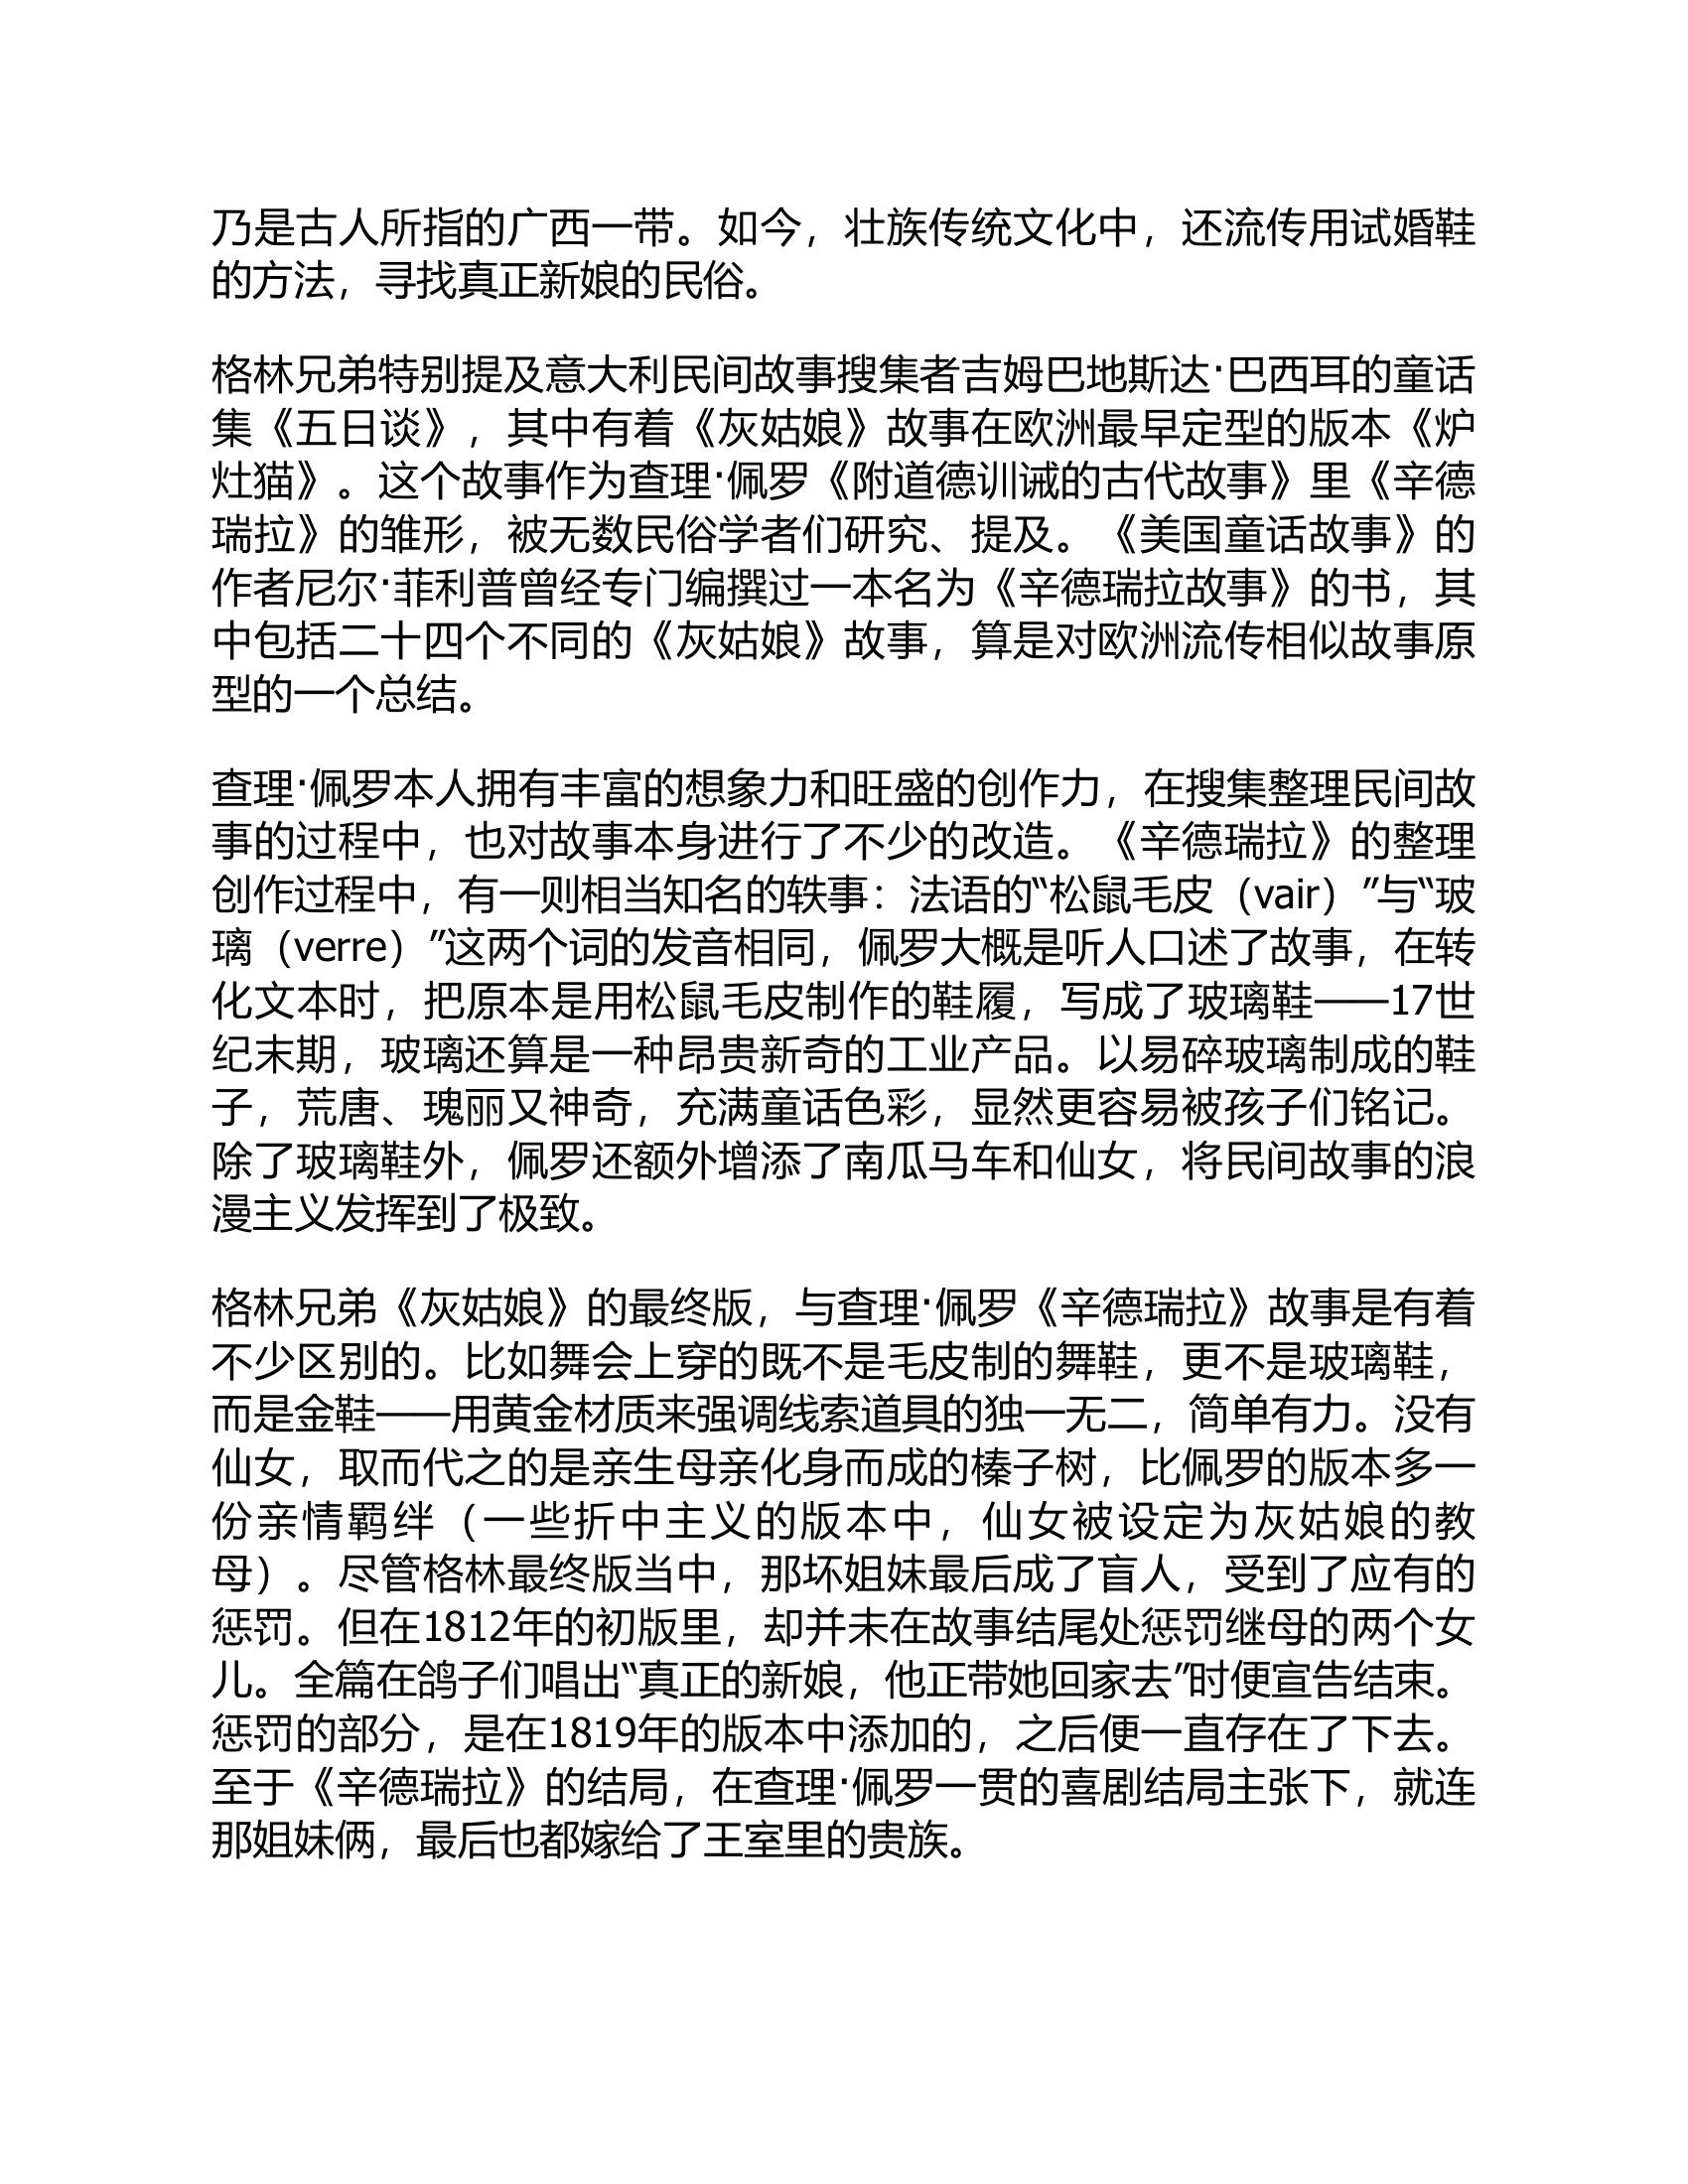 乃是古人所指的广西一带。如今，壮族传统文化中，还流传用试婚鞋
的方法，寻找真正新娘的民俗。
格林兄弟特别提及意大利民间故事搜集者吉姆巴地斯达·巴西耳的童话
集《五日谈》，其中有着《灰姑娘》故事在欧洲最早定型的版本《炉
灶猫》。这个故事作为查理·佩罗《附道德训诫的古代故事》里《辛德
瑞拉》的雏形，被无数民俗学者们研究、提及。《美国童话故事》的
作者尼尔·菲利普曾经专门编撰过一本名为《辛德瑞拉故事》的书，其
中包括二十四个不同的《灰姑娘》故事，算是对欧洲流传相似故事原
型的一个总结。
查理·佩罗本人拥有丰富的想象力和旺盛的创作力，在搜集整理民间故
事的过程中，也对故事本身进行了不少的改造。《辛德瑞拉》的整理
创作过程中，有一则相当知名的轶事：法语的“松鼠毛皮（vair）”与“玻
璃（verre）”这两个词的发音相同，佩罗大概是听人口述了故事，在转
化文本时，把原本是用松鼠毛皮制作的鞋履，写成了玻璃鞋——17世
纪末期，玻璃还算是一种昂贵新奇的工业产品。以易碎玻璃制成的鞋
子，荒唐、瑰丽又神奇，充满童话色彩，显然更容易被孩子们铭记。
除了玻璃鞋外，佩罗还额外增添了南瓜马车和仙女，将民间故事的浪
漫主义发挥到了极致。
格林兄弟《灰姑娘》的最终版，与查理·佩罗《辛德瑞拉》故事是有着
不少区别的。比如舞会上穿的既不是毛皮制的舞鞋，更不是玻璃鞋，
而是金鞋——用黄金材质来强调线索道具的独一无二，简单有力。没有
仙女，取而代之的是亲生母亲化身而成的榛子树，比佩罗的版本多一
份亲情羁绊（一些折中主义的版本中，仙女被设定为灰姑娘的教
母）。尽管格林最终版当中，那坏姐妹最后成了盲人，受到了应有的
惩罚。但在1812年的初版里，却并未在故事结尾处惩罚继母的两个女
儿。全篇在鸽子们唱出“真正的新娘，他正带她回家去”时便宣告结束。
惩罚的部分，是在1819年的版本中添加的，之后便一直存在了下去。
至于《辛德瑞拉》的结局，在查理·佩罗一贯的喜剧结局主张下，就连
那姐妹俩，最后也都嫁给了王室里的贵族。